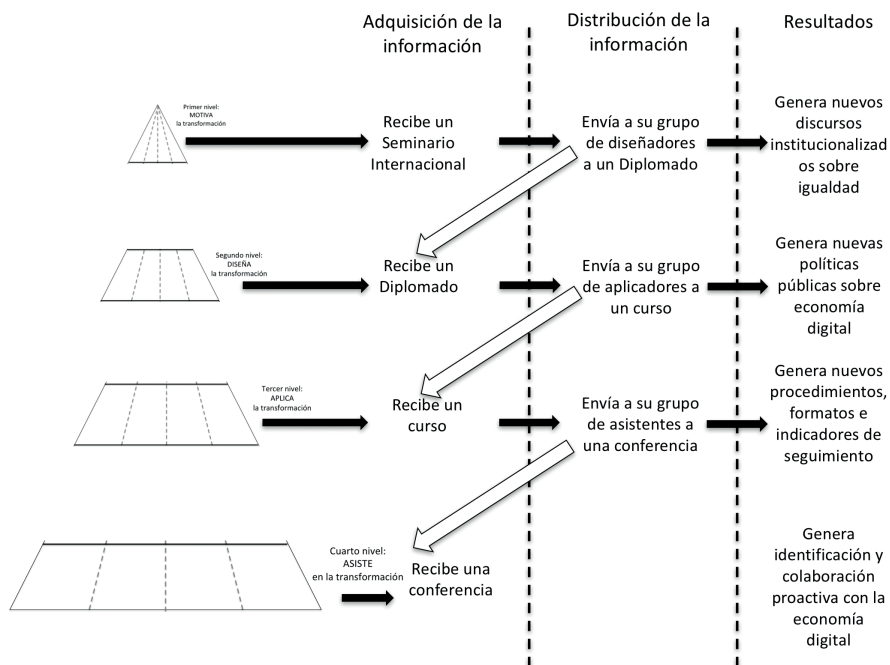 Adquisición de la
información
Distribución de la
información
Resultados
Primer nivel:
MOTIVA
la transformación
Recibe un
Seminario
Internacional
Envía a su grupo
de diseñadores
a un Diplomado
Genera nuevos
discursos
institucionalizad
os sobre
igualdad
Segundo nivel:
DISEÑA
la transformación
Recibe un
Diplomado
Envía a su grupo
de aplicadores a
un curso
Genera nuevas
políticas
públicas sobre
economía
digital
Tercer nivel:
APLICA
la transformación
Recibe un
curso
Envía a su grupo
de asistentes a
una conferencia
Genera nuevos
procedimientos,
formatos e
indicadores de
seguimiento
Cuarto nivel:
ASISTE
en la transformación
Recibe una
conferencia
Genera
identificación y
colaboración
proactiva con la
economía
digital